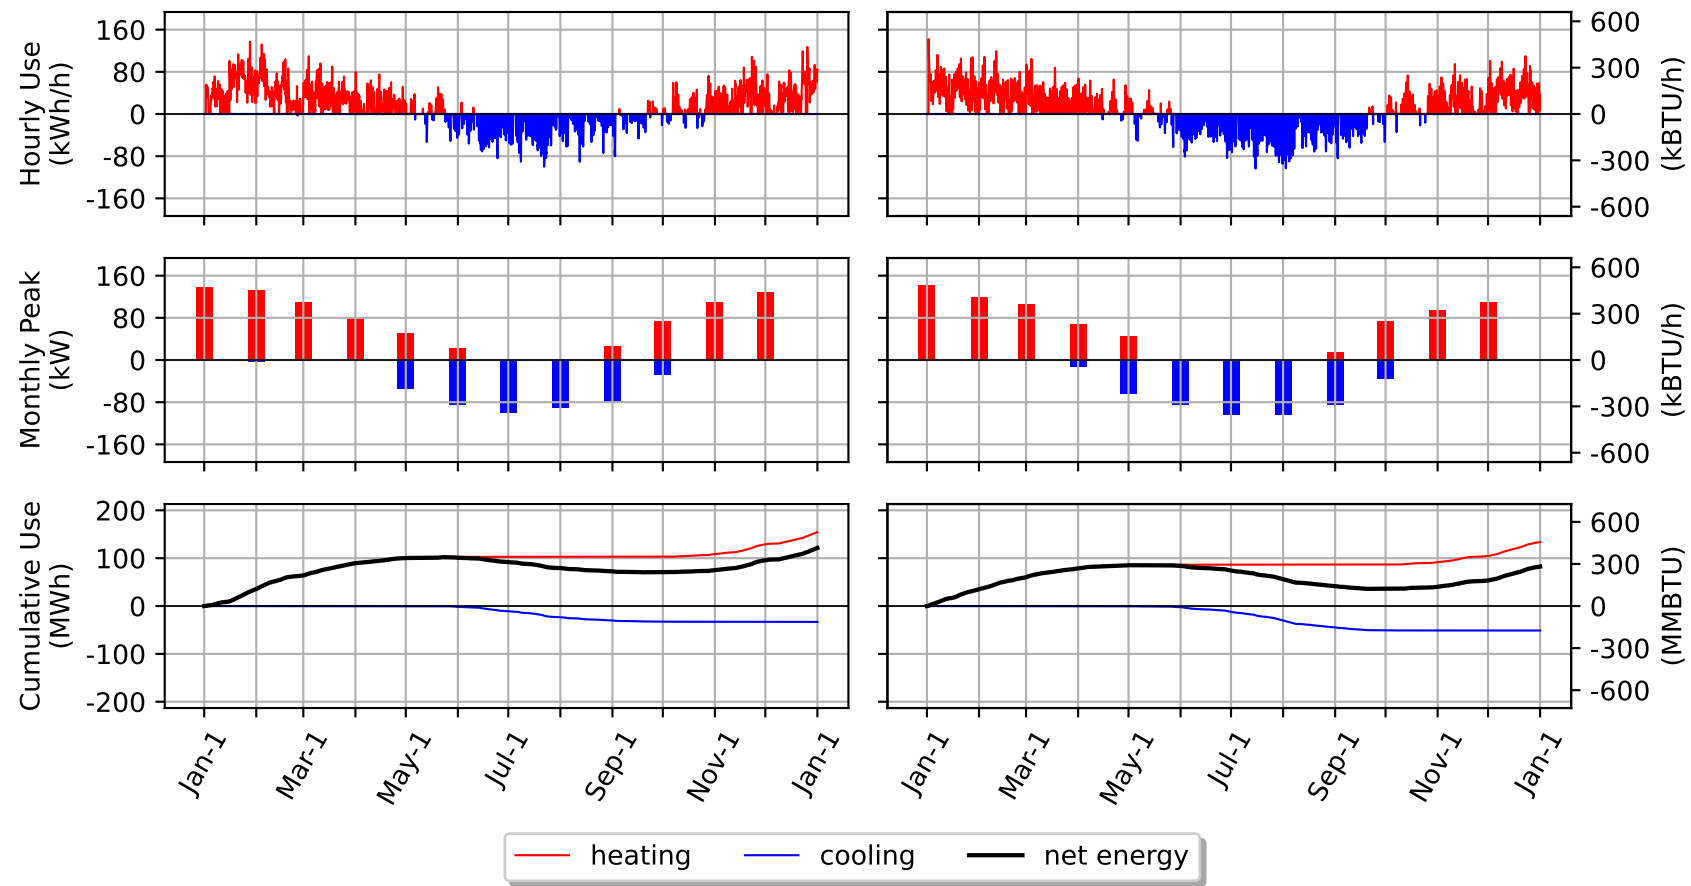 Hourly Use
(kWh/h)
160
80
0
-80
-160
600
300
0
-300
-600
(kBTU/h)
Monthly Peak
(kW)
160
80
0
-80
-160
600
300
0
-300
-600
(kBTU/h)
Cumulative Use
(MWh)
200
100
0
-100
-200
600
300
0
-300
-600
(MMBTU)
Jan-1 Mar-1 May-1 Jul-1 Sep-1 Nov-1 Jan-1
Jan-1 Mar-1 May-1 Jul-1 Sep-1 Nov-1 Jan-1
heating cooling net energy